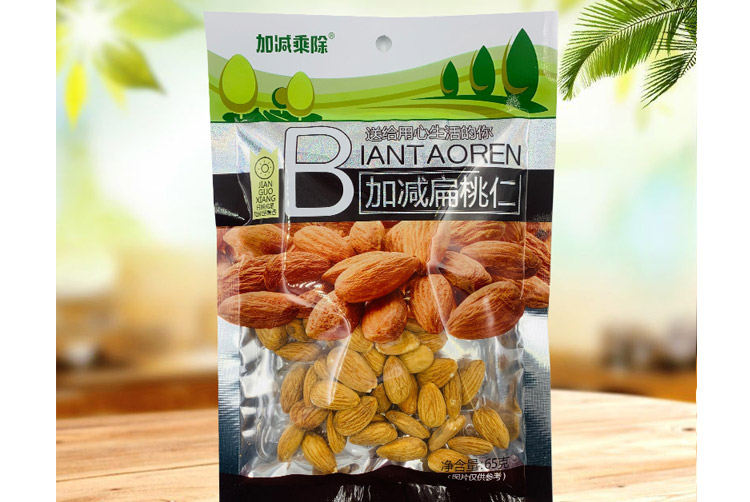 加减乘除®
送给用心生活的你
BIANTAOREN
加减扁桃仁
JIAN
GUO
XIANG
净含量:65克
(图片仅供参考)